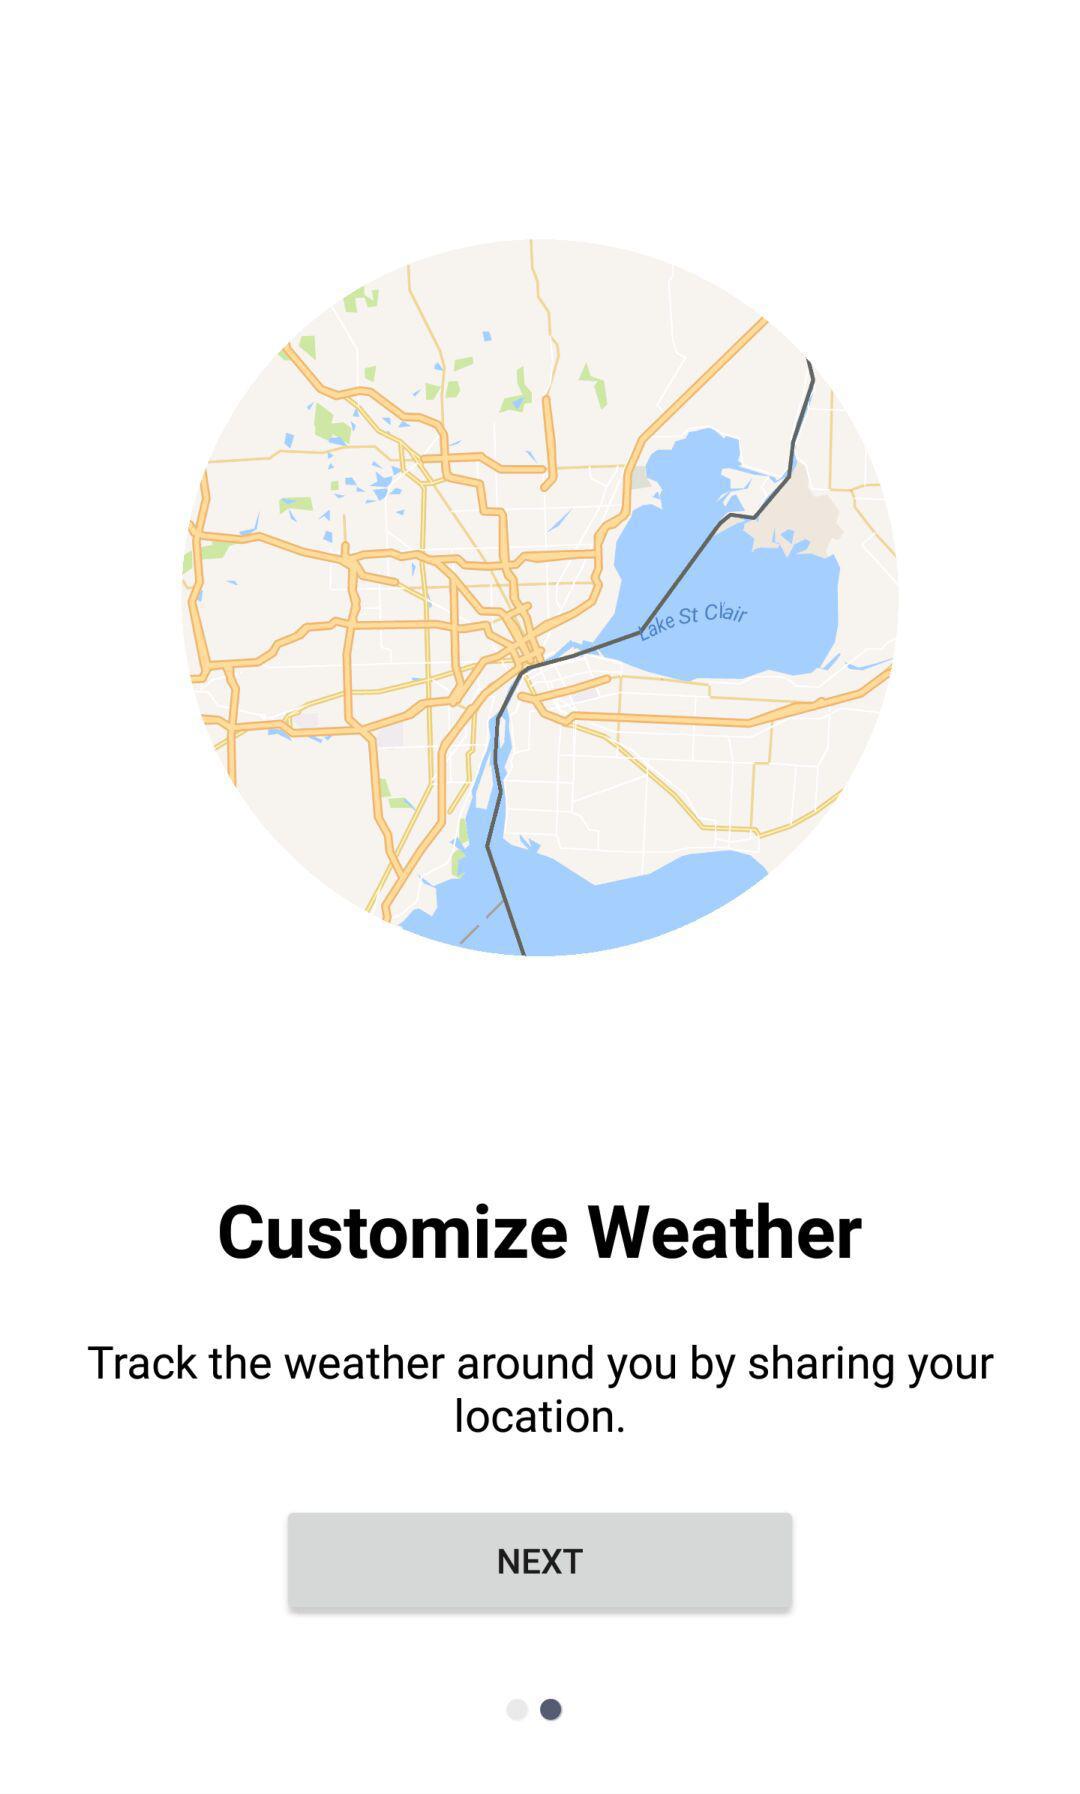 Lake St Clair
Customize Weather
Track the weather around you by sharing your
location.
NEXT